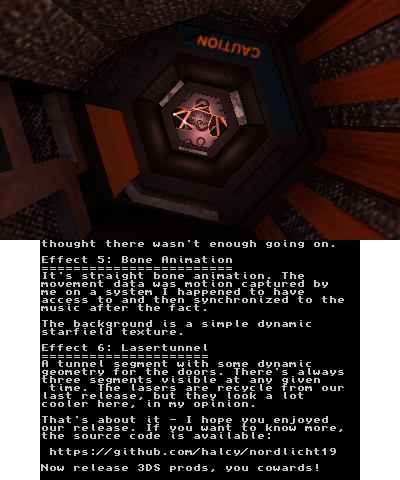 CAUTION
thought there wasn't enough going on.
Effect 5: Bone Animation
=========================
It's straight bone animation. The
movement data was motion captured by
me on a system I happened to have
access to and then synchronized to the
music after the fact.
The background is a simple dynamic
starfield texture.
Effect 6: Lasertunnel
======================
A tunnel segment with some dynamic
geometry for the doors. There's always
three segments visible at any given
 time. The lasers are recycle from our
last release, but they look a lot
cooler here, in my opinion.
That's about it - I hope you enjoyed
our release. If you want to know more,
the source code is available:
 https://github.com/halcy/nordlicht19
Now release 3DS prods, you cowards!